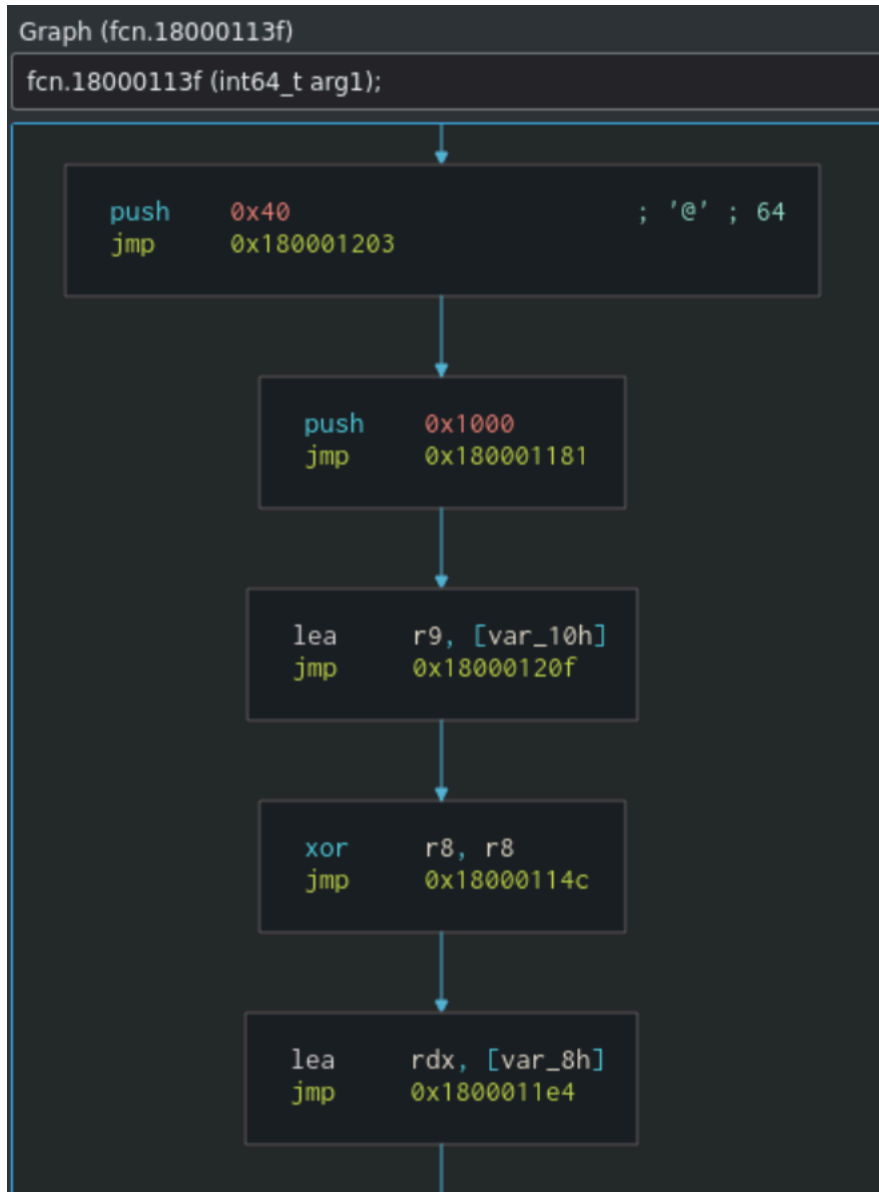 Graph (fcn.18000113f)
fcn.18000113f (int64_t arg1);
push 0x40 ; '@' ; 64
jmp 0x180001203
push 0x1000
jmp 0x180001181
lea r9, [var_10h]
jmp 0x18000120f
xor r8, r8
jmp 0x18000114c
lea rdx, [var_8h]
jmp 0x1800011e4